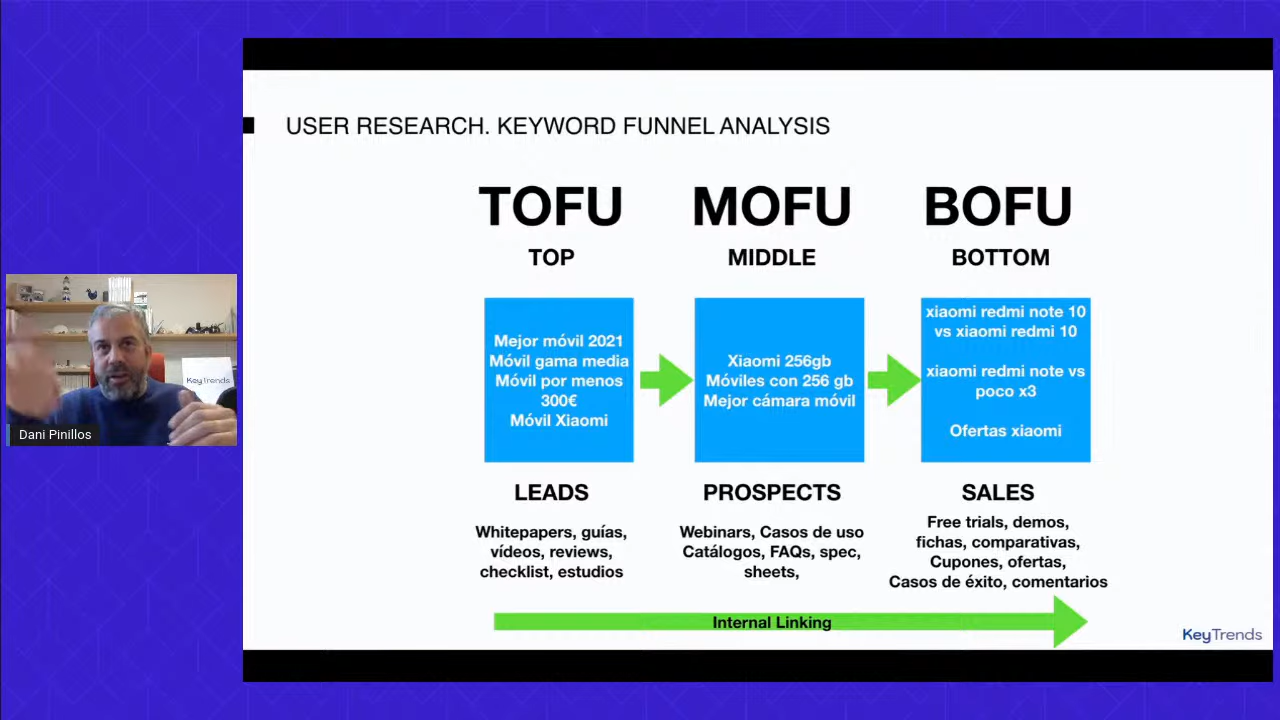 USER RESEARCH. KEYWORD FUNNEL ANALYSIS
TOFU
TOP
Mejor móvil 2021
Móvil gama media
Móvil por menos
300€
Móvil Xiaomi
LEADS
Whitepapers, guías,
vídeos, reviews,
checklist, estudios
MOFU
MIDDLE
Xiaomi 256gb
Móviles con 256 gb
Mejor cámara móvil
PROSPECTS
Webinars, Casos de uso
Catálogos, FAQs, spec,
sheets,
BOFU
BOTTOM
xiaomi redmi note 10
vs xiaomi redmi 10
xiaomi redmi note vs
poco x3
Ofertas xiaomi
SALES
Free trials, demos,
fichas, comparativas,
Cupones, ofertas,
Casos de éxito, comentarios
Internal Linking
KeyTrends
KeyTrends
Dani Pinillos